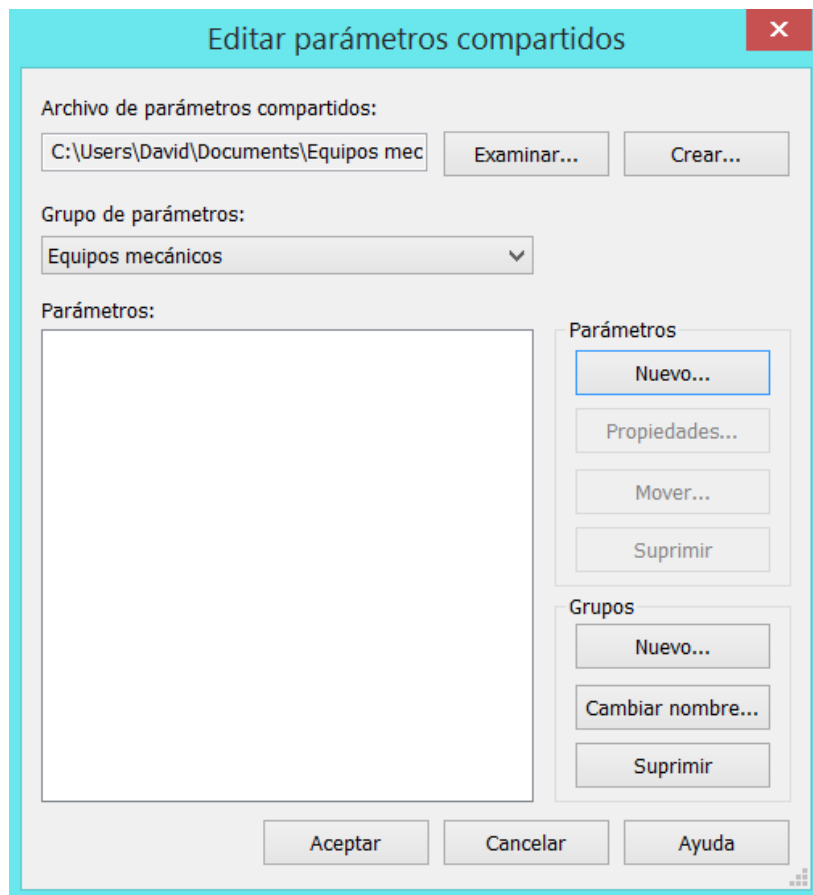 Editar parámetros compartidos
Archivo de parámetros compartidos:
C:\Users\David\Documents\Equipos mec
Examinar...
Crear...
Grupo de parámetros:
Equipos mecánicos
Parámetros:
Parámetros
Nuevo...
Propiedades...
Mover...
Suprimir
Grupos
Nuevo...
Cambiar nombre...
Suprimir
Aceptar
Cancelar
Ayuda